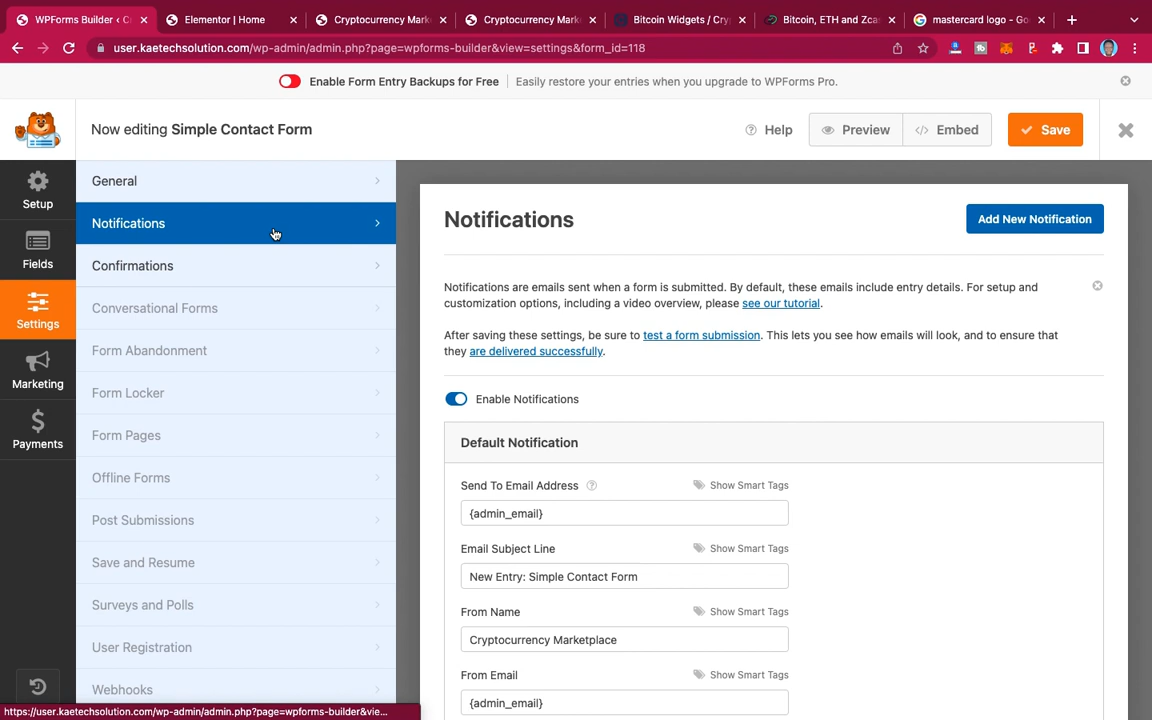 WPForms Builder ‹ C
Elementor | Home
Cryptocurrency Mark
Cryptocurrency Mark
Bitcoin Widgets / Cry
Bitcoin, ETH and Zcas
mastercard logo - Go
user.kaetechsolution.com/wp-admin/admin.php?page=wpforms-builder&view=settings&form_id=118
Enable Form Entry Backups for Free
Easily restore your entries when you upgrade to WPForms Pro.
Now editing Simple Contact Form
Help
Preview
Embed
Save
Setup
Fields
Settings
Marketing
Payments
General
Notifications
Confirmations
Conversational Forms
Form Abandonment
Form Locker
Form Pages
Offline Forms
Post Submissions
Save and Resume
Surveys and Polls
User Registration
Webhooks
Notifications
Add New Notification
Notifications are emails sent when a form is submitted. By default, these emails include entry details. For setup and
customization options, including a video overview, please see our tutorial.
After saving these settings, be sure to test a form submission. This lets you see how emails will look, and to ensure that
they are delivered successfully.
Enable Notifications
Default Notification
Send To Email Address
Show Smart Tags
{admin_email}
Email Subject Line
Show Smart Tags
New Entry: Simple Contact Form
From Name
Show Smart Tags
Cryptocurrency Marketplace
From Email
Show Smart Tags
{admin_email}
https://user.kaetechsolution.com/wp-admin/admin.php?page=wpforms-builder&vie...